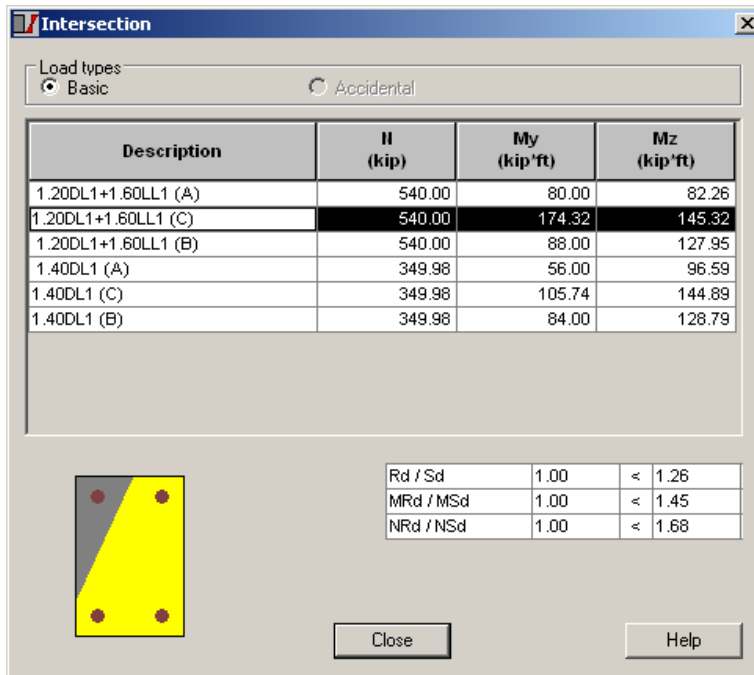 Intersection
Load types
Basic Accidental
Description N (kip) My (kip*ft) Mz (kip*ft)
1.20DL1+1.60LL1 (A) 540.00 80.00 82.26
1.20DL1+1.60LL1 (C) 540.00 174.32 145.32
1.20DL1+1.60LL1 (B) 540.00 88.00 127.95
1.40DL1 (A) 349.98 56.00 96.59
1.40DL1 (C) 349.98 105.74 144.89
1.40DL1 (B) 349.98 84.00 128.79
Rd / Sd 1.00 < 1.26
MRd / MSd 1.00 < 1.45
NRd / NSd 1.00 < 1.68
Close Help